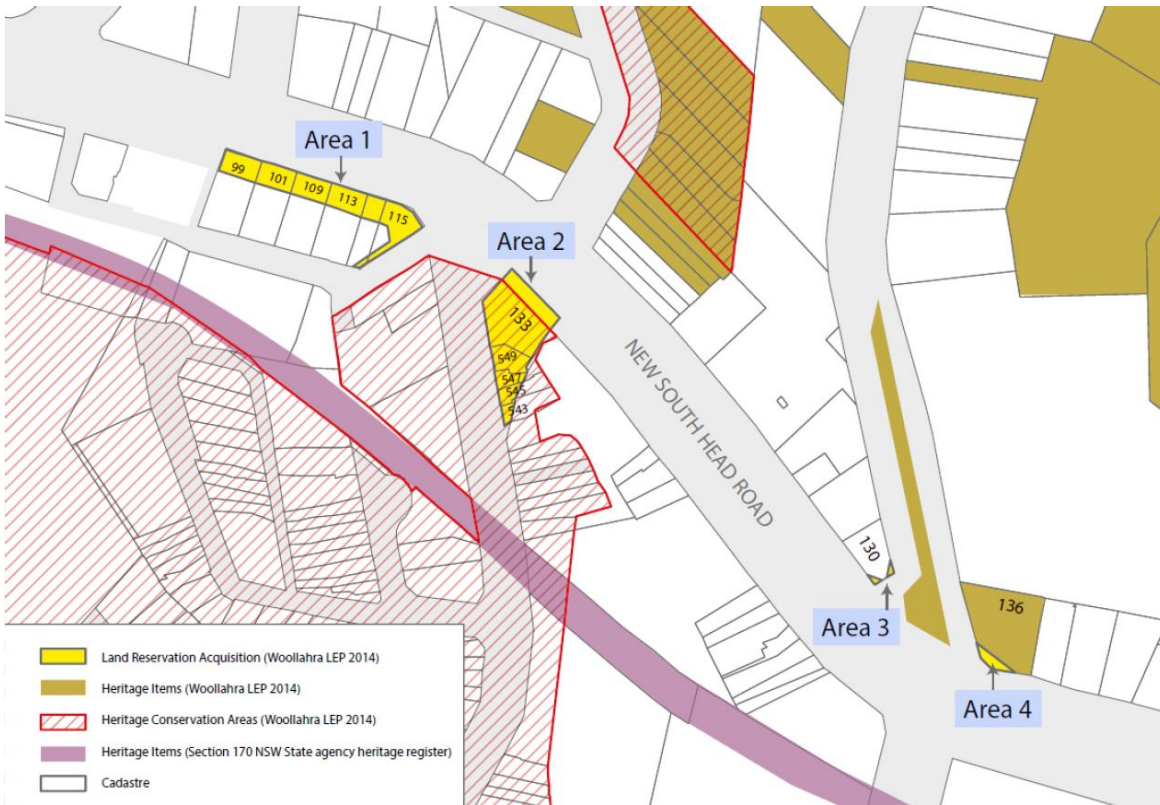 Area 1
99
101
109
113
115
Area 2
133
549
547
545
543
NEW SOUTH HEAD ROAD
130
Area 3
136
Area 4
Land Reservation Acquisition (Woollahra LEP 2014)
Heritage Items (Woollahra LEP 2014)
Heritage Conservation Areas (Woollahra LEP 2014)
Heritage Items (Section 170 NSW State agency heritage register)
Cadastre